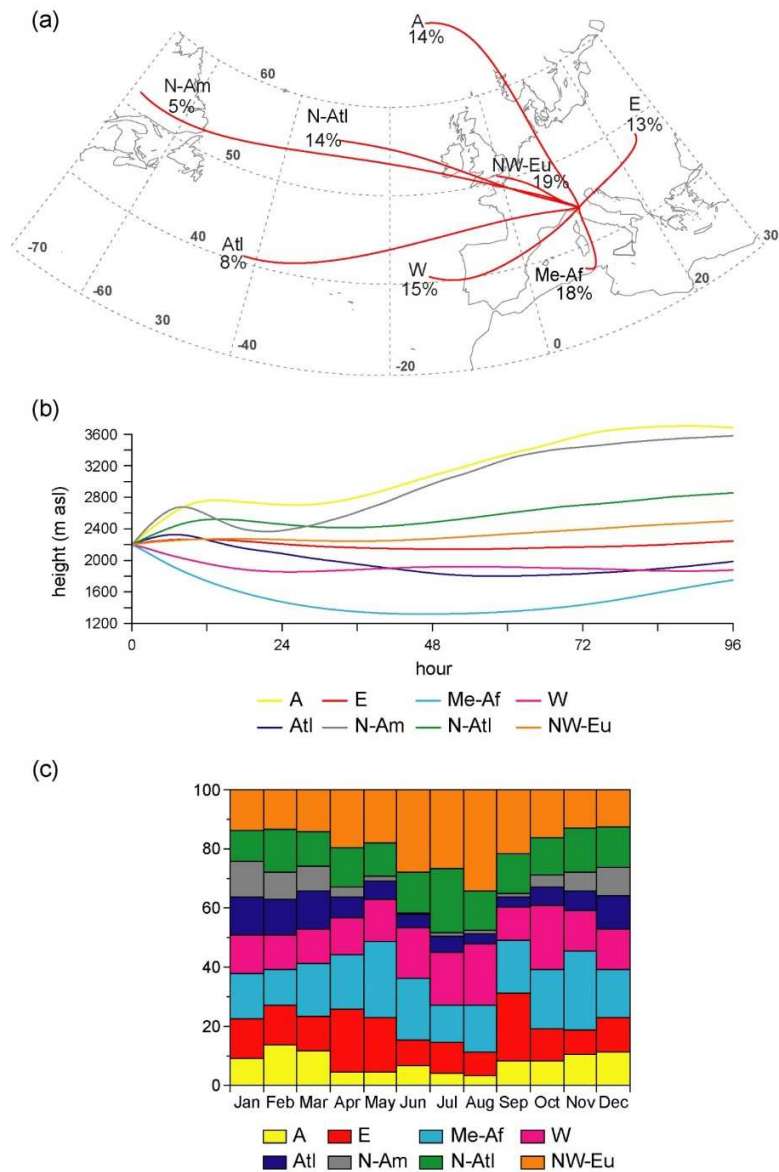 (a)
A
14%
60
N-Am
5%
E
13%
N-Atl
14%
50
NW-Eu
19%
40
Atl
8%
30
-70
W
15%
Me-Af
18%
20
-60
30
0
-40
-20
(b)
3600
3200
2800
2400
2000
1600
1200
height (m asl)
0 24 48 72 96
hour
A E Me-Af W
Atl N-Am N-Atl NW-Eu
(c)
100
80
60
40
20
0
Jan Feb Mar Apr May Jun Jul Aug Sep Oct Nov Dec
A E Me-Af W
Atl N-Am N-Atl NW-Eu